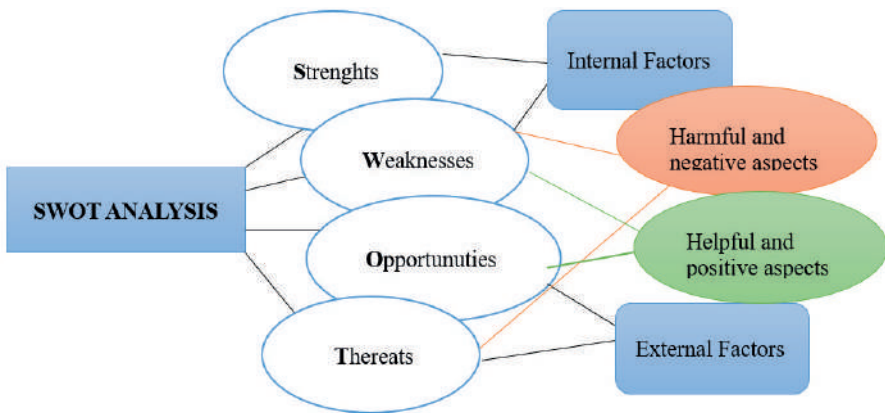 Strenghts
Internal Factors
Harmful and
negative aspects
Weaknesses
SWOT ANALYSIS
Helpful and
positive aspects
Opportunuties
External Factors
Thereats